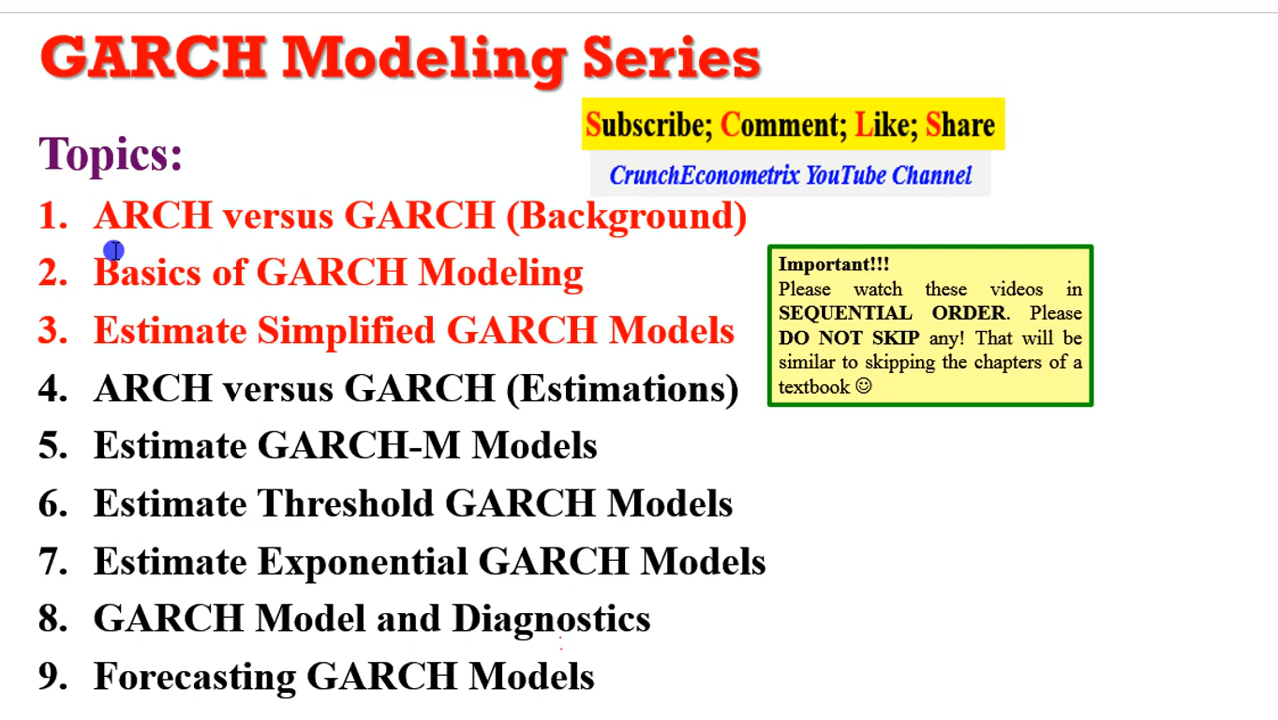 GARCH Modeling Series
Subscribe; Comment; Like; Share
CrunchEconometrix YouTube Channel
Topics:
1. ARCH versus GARCH (Background)
2. Basics of GARCH Modeling
3. Estimate Simplified GARCH Models
4. ARCH versus GARCH (Estimations)
5. Estimate GARCH-M Models
6. Estimate Threshold GARCH Models
7. Estimate Exponential GARCH Models
8. GARCH Model and Diagnostics
9. Forecasting GARCH Models
Important!!!
Please watch these videos in
SEQUENTIAL ORDER. Please
DO NOT SKIP any! That will be
similar to skipping the chapters of a
textbook ☺